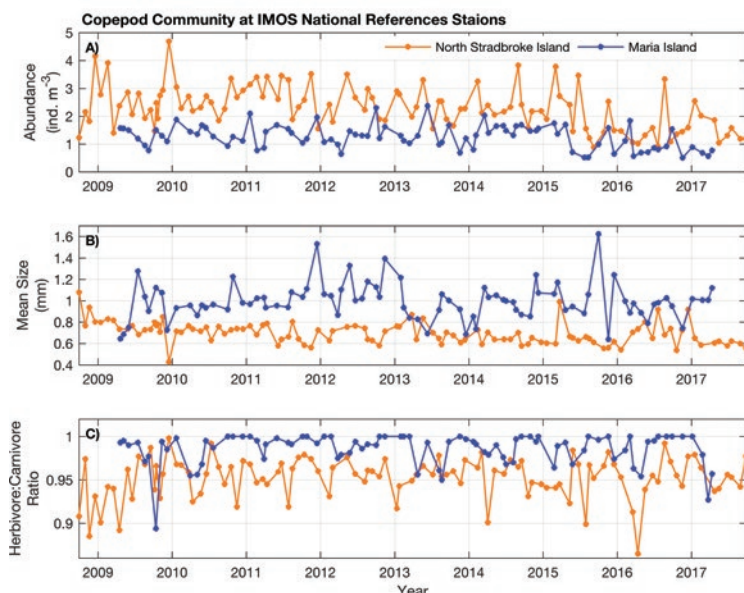 Copepod Community at IMOS National References Staions
A)
North Stradbroke Island
Maria Island
Abundance
(ind. m-3)
5
4
3
2
1
0
2009 2010 2011 2012 2013 2014 2015 2016 2017
B)
Mean Size
(mm)
1.6
1.4
1.2
1
0.8
0.6
0.4
2009 2010 2011 2012 2013 2014 2015 2016 2017
C)
Herbivore:Carnivore
Ratio
1
0.95
0.9
2009 2010 2011 2012 2013 2014 2015 2016 2017
Year